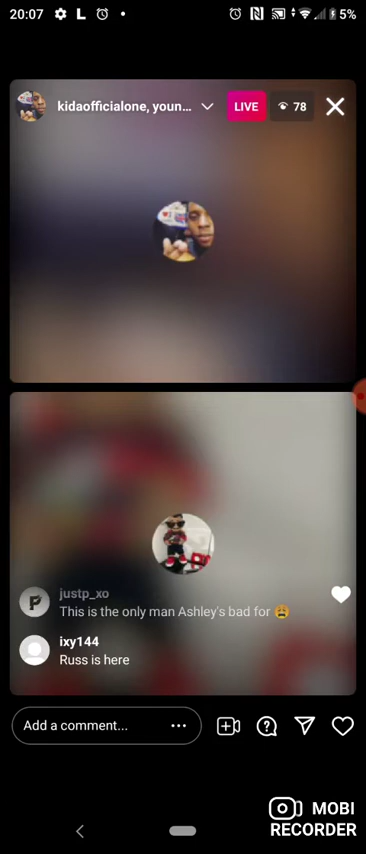 20:07
5%
kidaofficialone, youn...
LIVE
78
justp_xo
This is the only man Ashley's bad for 😩
ixy144
Russ is here
Add a comment...
MOBI
RECORDER